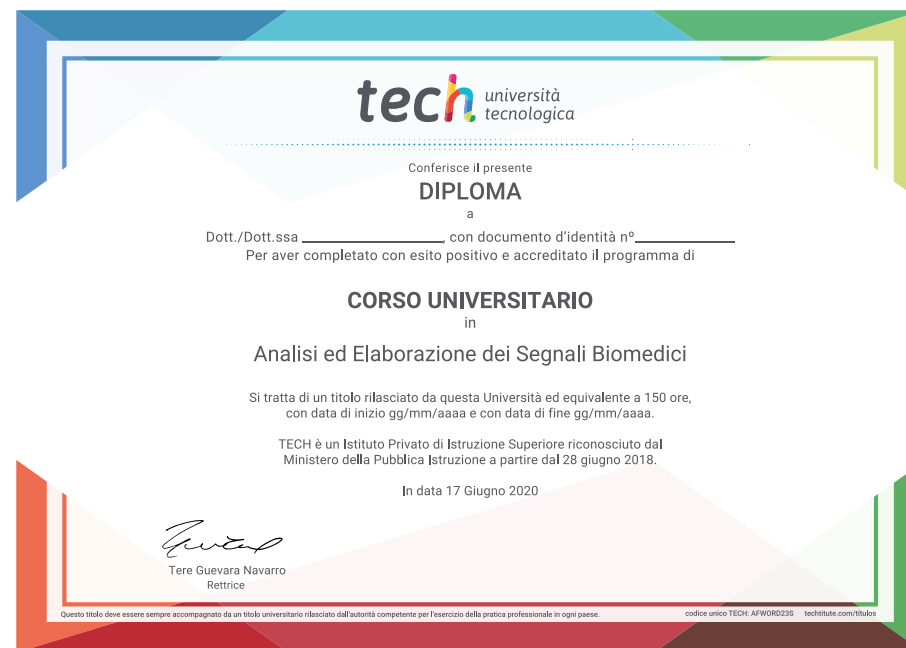 tech università
tecnologica
Conferisce il presente
DIPLOMA
a
Dott./Dott.ssa ____________________, con documento d'identità nº______________
Per aver completato con esito positivo e accreditato il programma di
CORSO UNIVERSITARIO
in
Analisi ed Elaborazione dei Segnali Biomedici
Si tratta di un titolo rilasciato da questa Università ed equivalente a 150 ore,
con data di inizio gg/mm/aaaa e con data di fine gg/mm/aaaa.
TECH è un Istituto Privato di Istruzione Superiore riconosciuto dal
Ministero della Pubblica Istruzione a partire dal 28 giugno 2018.
In data 17 Giugno 2020
Tere Guevara Navarro
Rettrice
Questo titolo deve essere sempre accompagnato da un titolo universitario rilasciato dall'autorità competente per l'esercizio della pratica professionale in ogni paese.
codice unico TECH: AFWORD23S techtitute.com/títulos